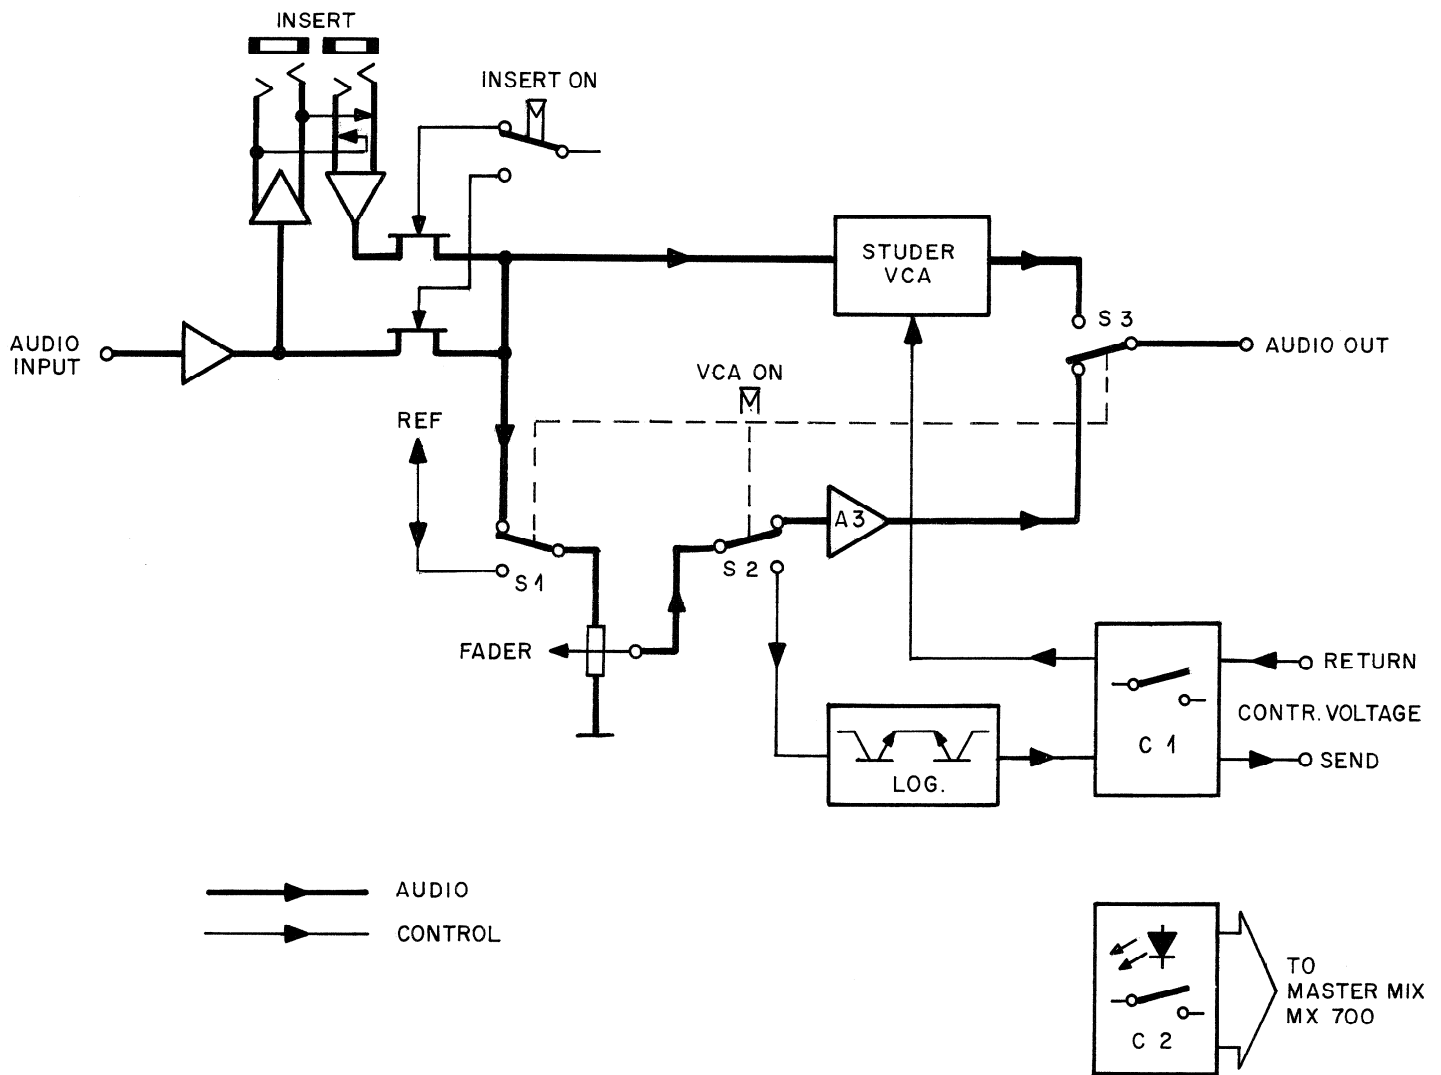 INSERT
INSERT ON
STUDER
VCA
S 3
AUDIO
INPUT
AUDIO OUT
VCA ON
REF
A3
S 1
S 2
FADER
RETURN
CONTR. VOLTAGE
C 1
SEND
LOG.
AUDIO
CONTROL
TO
MASTER MIX
MX 700
C 2